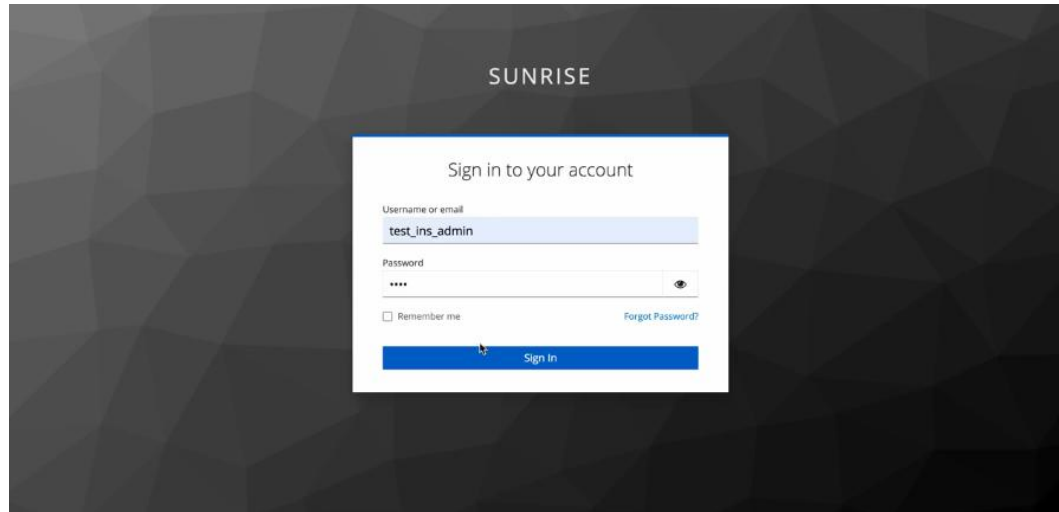 SUNRISE
Sign in to your account
Username or email
test_ins_admin
Password
••••
Remember me Forgot Password?
Sign In